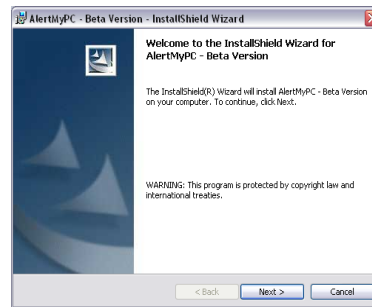 AlertMyPC - Beta Version - InstallShield Wizard
Welcome to the InstallShield Wizard for
AlertMyPC - Beta Version
The InstallShield(R) Wizard will install AlertMyPC - Beta Version
on your computer. To continue, click Next.
WARNING: This program is protected by copyright law and
international treaties.
< Back
Next >
Cancel